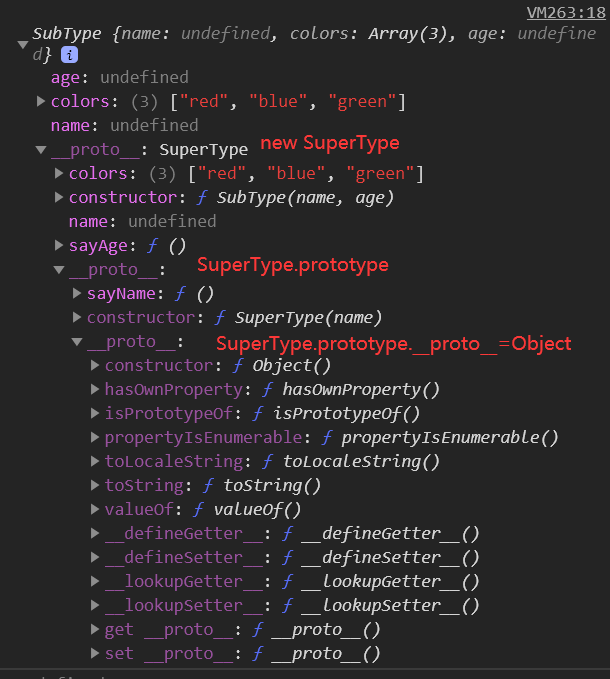 VM263:18
SubType {name: undefined, colors: Array(3), age: undefine
d} i
age: undefined
colors: (3) ["red", "blue", "green"]
name: undefined
__proto__: SuperType new SuperType
colors: (3) ["red", "blue", "green"]
constructor: ƒ SubType(name, age)
name: undefined
sayAge: ƒ ()
__proto__: SuperType.prototype
sayName: ƒ ()
constructor: ƒ SuperType(name)
__proto__: SuperType.prototype.__proto__=Object
constructor: ƒ Object()
hasOwnProperty: ƒ hasOwnProperty()
isPrototypeOf: ƒ isPrototypeOf()
propertyIsEnumerable: ƒ propertyIsEnumerable()
toLocaleString: ƒ toLocaleString()
toString: ƒ toString()
valueOf: ƒ valueOf()
__defineGetter__: ƒ __defineGetter__()
__defineSetter__: ƒ __defineSetter__()
__lookupGetter__: ƒ __lookupGetter__()
__lookupSetter__: ƒ __lookupSetter__()
get __proto__: ƒ __proto__()
set __proto__: ƒ __proto__()